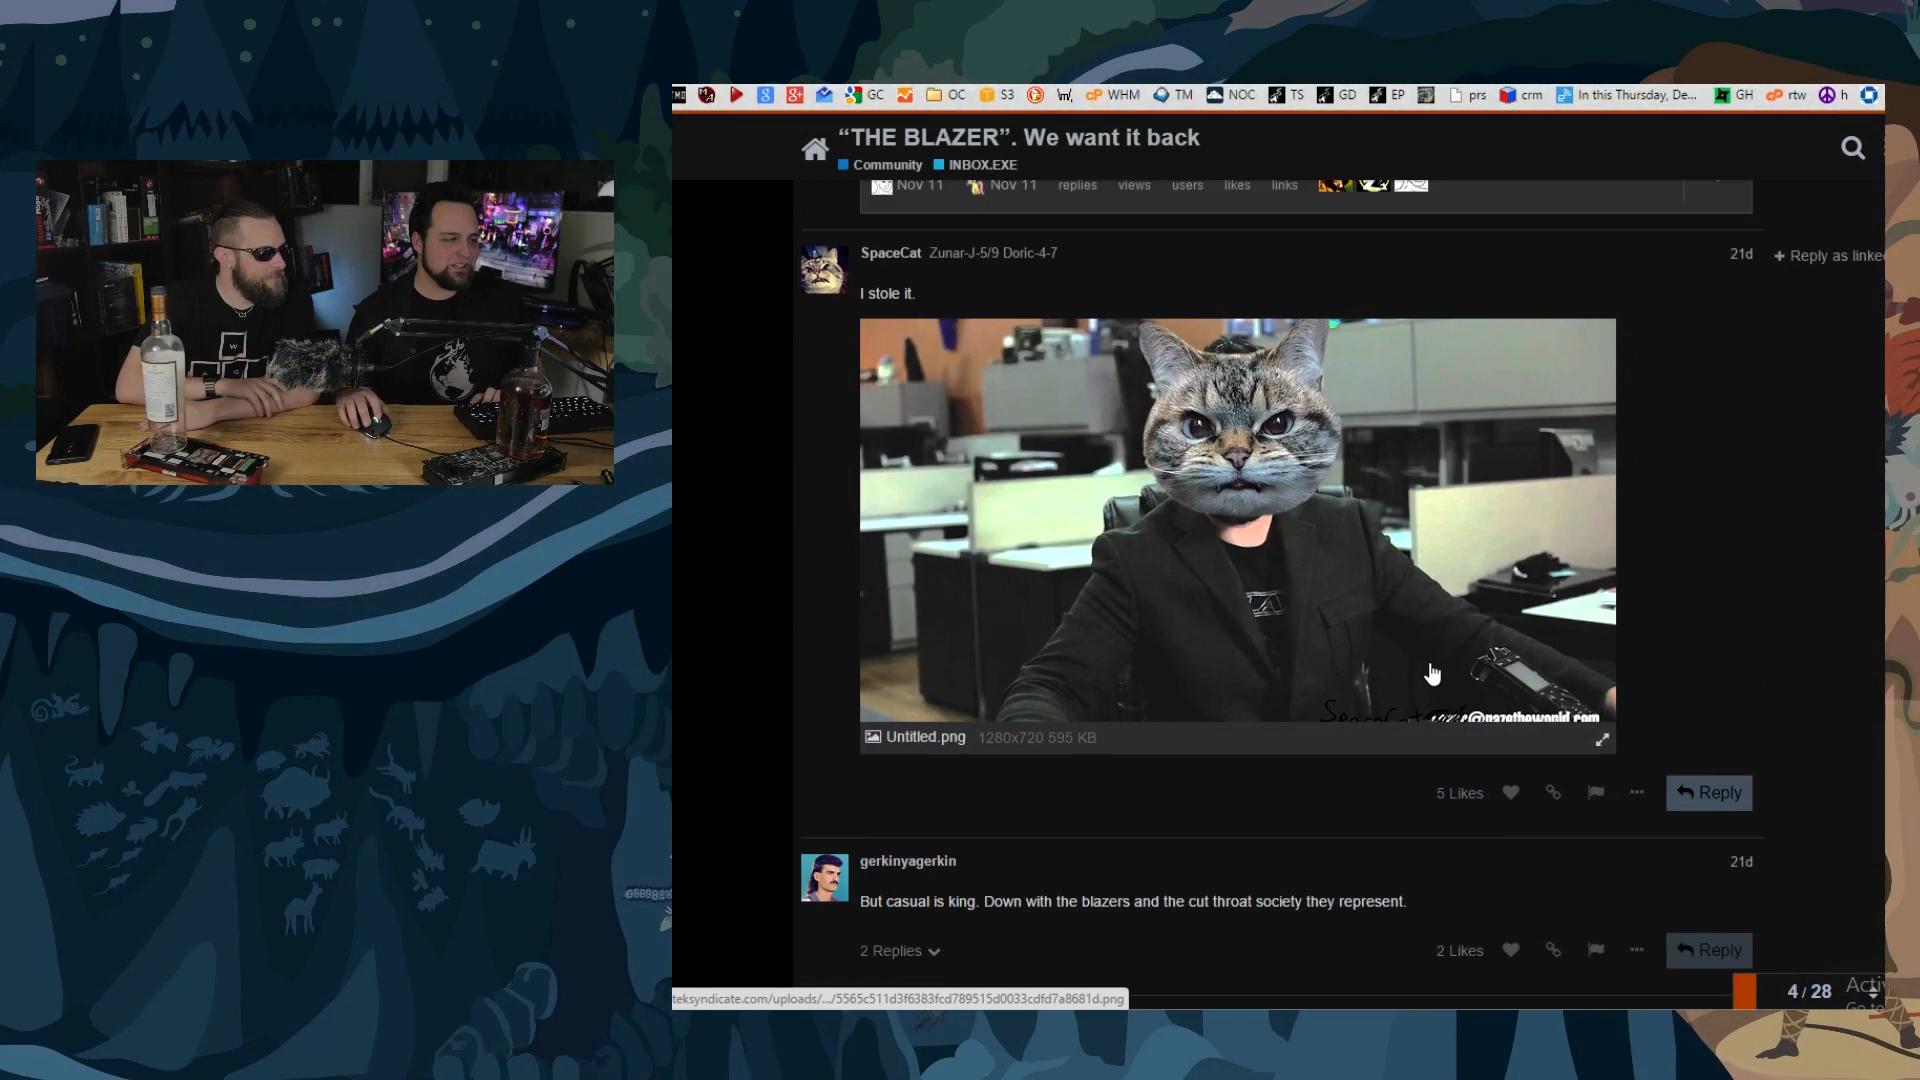 GC OC S3 \m/, WHM TM NOC TS GD EP prs crm In this Thursday, De... GH rtw h
“THE BLAZER”. We want it back
Community INBOX.EXE
Nov 11 Nov 11 replies views users likes links
SpaceCat Zunar-J-5/9 Doric-4-7 21d
Reply as linke
I stole it.
SpaceCat @razetheworld.com
Untitled.png 1280x720 595 KB
5 Likes Reply
gerkinyagerkin 21d
But casual is king. Down with the blazers and the cut throat society they represent.
2 Replies 2 Likes Reply
teksyndicate.com/uploads/.../5565c511d3f6383fcd789515d0033cdfd7a8681d.png
4 / 28